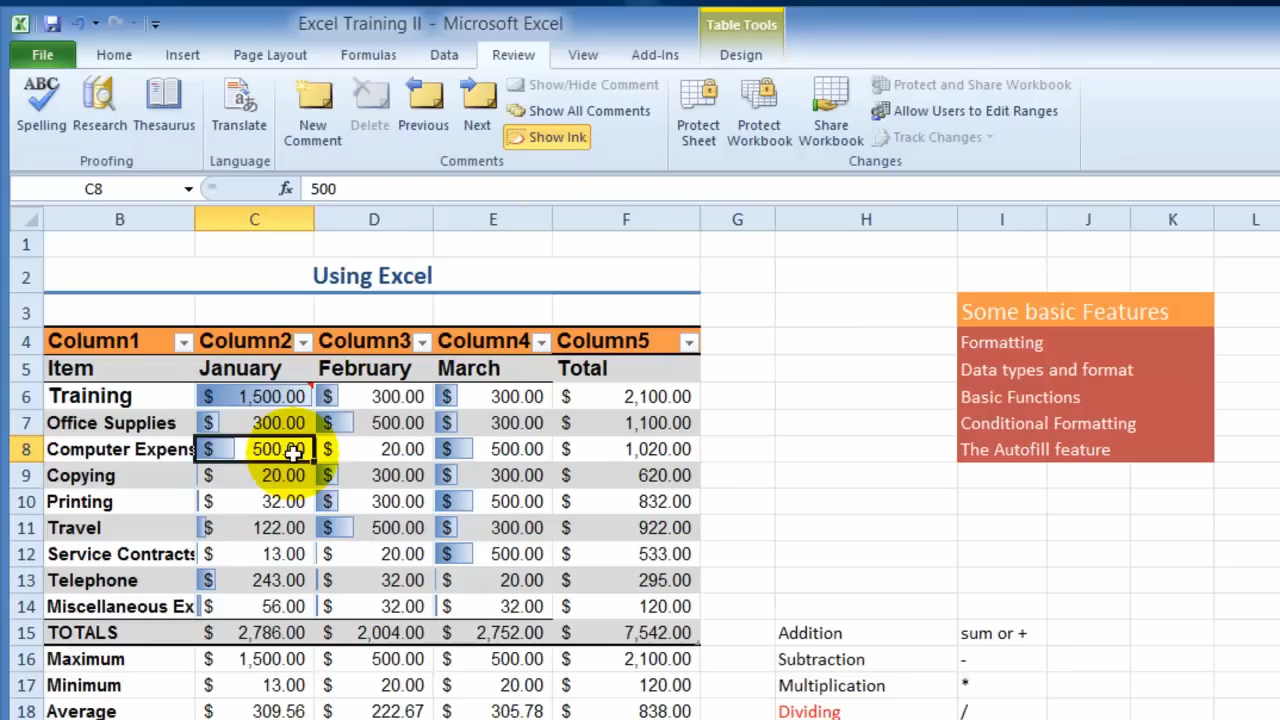 Excel Training II - Microsoft Excel
Table Tools
File Home Insert Page Layout Formulas Data Review View Add-Ins Design
ABC
Spelling Research Thesaurus
Proofing
Translate
Language
New Comment Delete Previous Next
Show/Hide Comment
Show All Comments
Show Ink
Comments
Protect Sheet Protect Workbook Share Workbook
Protect and Share Workbook
Allow Users to Edit Ranges
Track Changes
Changes
C8 fx 500
B C D E F G H I J K L
1
2 Using Excel
3 Some basic Features
4 Column1 Column2 Column3 Column4 Column5 Formatting
5 Item January February March Total Data types and format
6 Training $ 1,500.00 $ 300.00 $ 300.00 $ 2,100.00 Basic Functions
7 Office Supplies $ 300.00 $ 500.00 $ 300.00 $ 1,100.00 Conditional Formatting
8 Computer Expens $ 500.00 $ 20.00 $ 500.00 $ 1,020.00 The Autofill feature
9 Copying $ 20.00 $ 300.00 $ 300.00 $ 620.00
10 Printing $ 32.00 $ 300.00 $ 500.00 $ 832.00
11 Travel $ 122.00 $ 500.00 $ 300.00 $ 922.00
12 Service Contracts $ 13.00 $ 20.00 $ 500.00 $ 533.00
13 Telephone $ 243.00 $ 32.00 $ 20.00 $ 295.00
14 Miscellaneous Ex $ 56.00 $ 32.00 $ 32.00 $ 120.00
15 TOTALS $ 2,786.00 $ 2,004.00 $ 2,752.00 $ 7,542.00 Addition sum or +
16 Maximum $ 1,500.00 $ 500.00 $ 500.00 $ 2,100.00 Subtraction -
17 Minimum $ 13.00 $ 20.00 $ 20.00 $ 120.00 Multiplication *
18 Average $ 309.56 $ 222.67 $ 305.78 $ 838.00 Dividing /